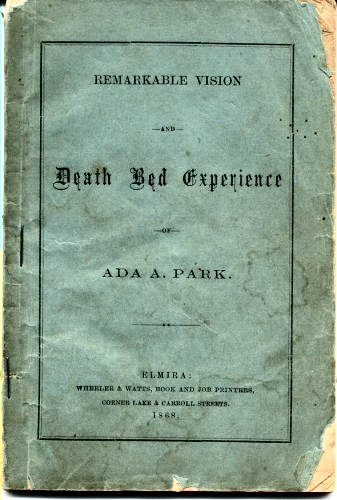 REMARKABLE VISION
—AND—
Death Bed Experience
—OF—
ADA A. PARK.
ELMIRA:
WHEELER & WATTS, BOOK AND JOB PRINTERS,
CORNER LAKE & CARROLL STREETS.
1868.